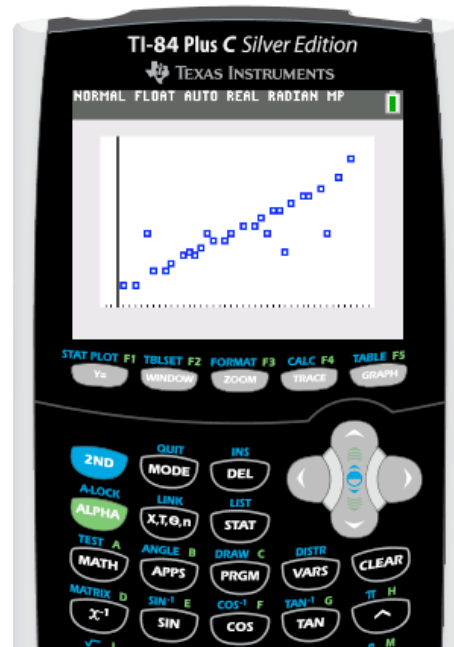 TI-84 Plus C Silver Edition
TEXAS INSTRUMENTS
NORMAL FLOAT AUTO REAL RADIAN MP
STAT PLOT F1 TBLSET F2 FORMAT F3 CALC F4 TABLE F5
Y= WINDOW ZOOM TRACE GRAPH
QUIT INS
2ND MODE DEL
A-LOCK LINK LIST
ALPHA X,T,θ,n STAT
TEST A ANGLE B DRAW C DISTR
MATH APPS PRGM VARS CLEAR
MATRIX D SIN⁻¹ E COS⁻¹ F TAN⁻¹ G π H
x⁻¹ SIN COS TAN ^
M